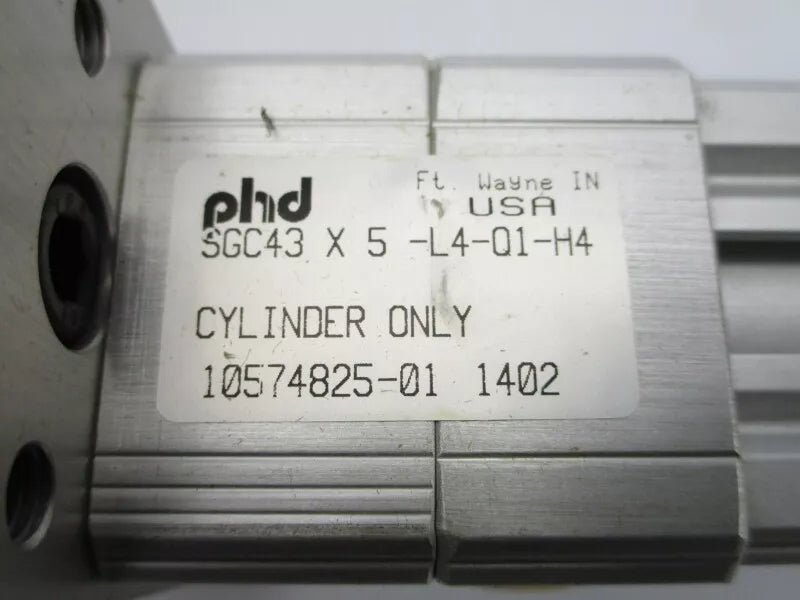 phd Ft. Wayne IN
USA
SGC43 X 5 -L4-Q1-H4
CYLINDER ONLY
10574825-01 1402